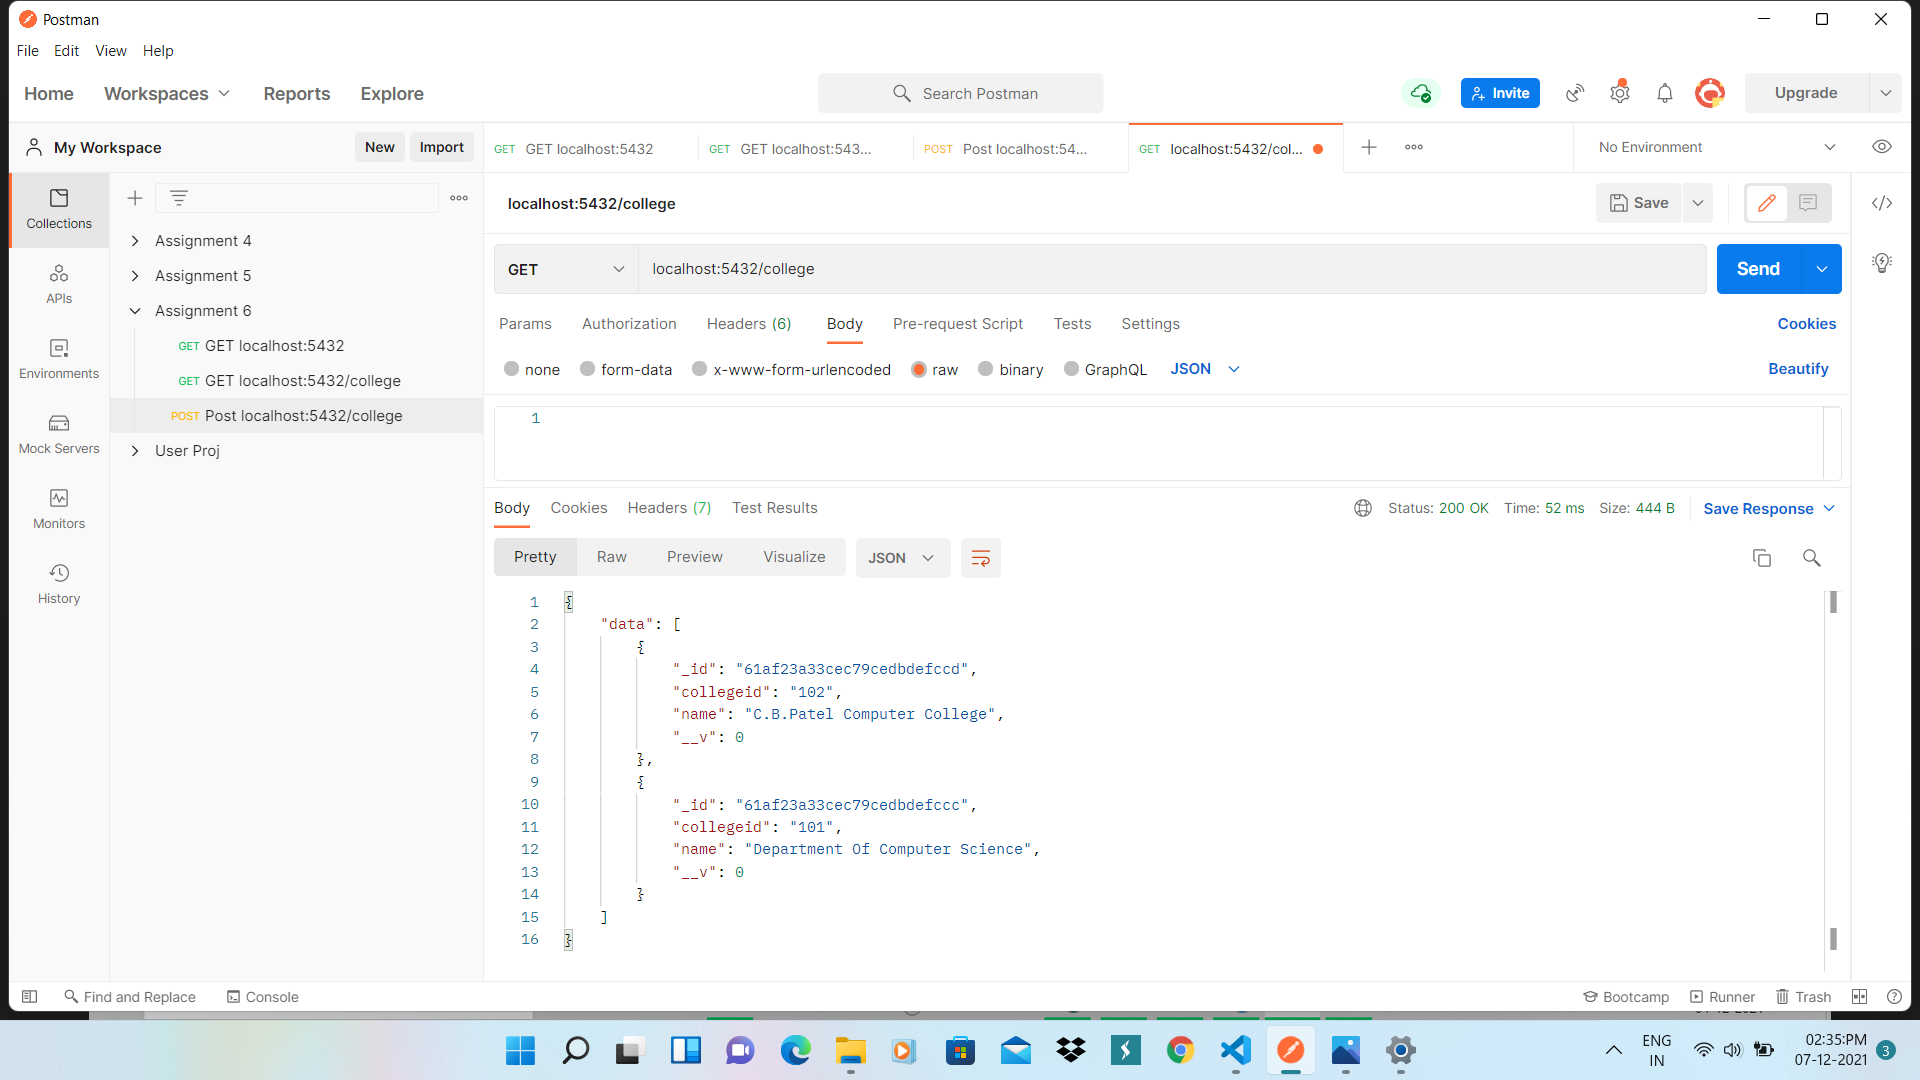 Postman
File Edit View Help
Home Workspaces Reports Explore Search Postman Invite Upgrade
My Workspace New Import GET GET localhost:5432 GET GET localhost:543... POST Post localhost:54... GET localhost:5432/col... No Environment
Collections
APIs
Environments
Mock Servers
Monitors
History
Assignment 4
Assignment 5
Assignment 6
GET GET localhost:5432
GET GET localhost:5432/college
POST Post localhost:5432/college
User Proj
localhost:5432/college Save
GET localhost:5432/college Send
Params Authorization Headers (6) Body Pre-request Script Tests Settings Cookies
none form-data x-www-form-urlencoded raw binary GraphQL JSON Beautify
1
Body Cookies Headers (7) Test Results Status: 200 OK Time: 52 ms Size: 444 B Save Response
Pretty Raw Preview Visualize JSON
1 {
2 "data": [
3 {
4 "_id": "61af23a33cec79cedbdefccd",
5 "collegeid": "102",
6 "name": "C.B.Patel Computer College",
7 "__v": 0
8 },
9 {
10 "_id": "61af23a33cec79cedbdefccc",
11 "collegeid": "101",
12 "name": "Department Of Computer Science",
13 "__v": 0
14 }
15 ]
16 }
Find and Replace Console Bootcamp Runner Trash
ENG
IN
02:35:PM
07-12-2021
3